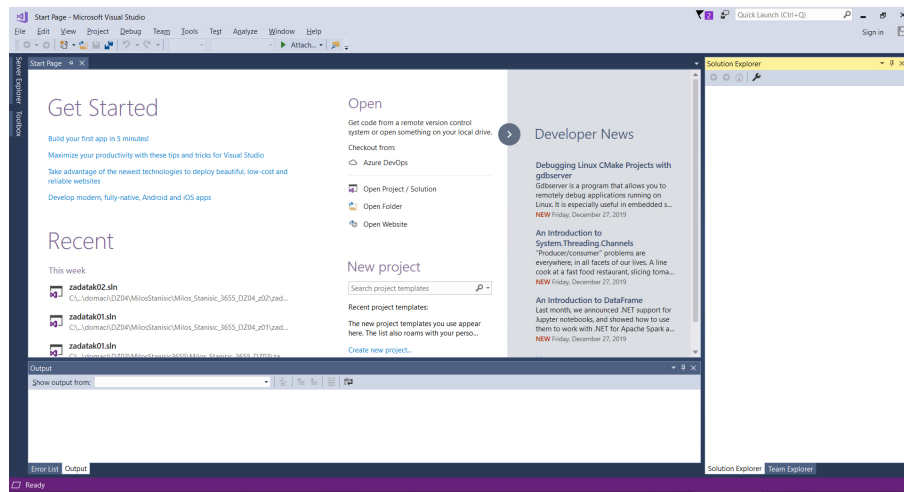 Start Page - Microsoft Visual Studio
2
Quick Launch (Ctrl+Q)
File Edit View Project Debug Team Tools Test Analyze Window Help
Sign in
Attach...
Server Explorer
Toolbox
Start Page
Get Started
Build your first app in 5 minutes!
Maximize your productivity with these tips and tricks for Visual Studio
Take advantage of the newest technologies to deploy beautiful, low-cost and
reliable websites
Develop modern, fully-native, Android and iOS apps
Recent
This week
zadatak02.sln
C:\...\domaci\DZ04\MilosStanisic\Milos_Stanisic_3655_DZ04_z02\zad...
zadatak01.sln
C:\...\domaci\DZ04\MilosStanisic\Milos_Stanisic_3655_DZ04_z01\zad...
zadatak01.sln
Open
Get code from a remote version control
system or open something on your local drive.
Checkout from:
Azure DevOps
Open Project / Solution
Open Folder
Open Website
New project
Search project templates
Recent project templates:
The new project templates you use appear
here. The list also roams with your perso...
Create new project...
Developer News
Debugging Linux CMake Projects with
gdbserver
Gdbserver is a program that allows you to
remotely debug applications running on
Linux. It is especially useful in embedded s...
NEW Friday, December 27, 2019
An Introduction to
System.Threading.Channels
"Producer/consumer" problems are
everywhere, in all facets of our lives. A line
cook at a fast food restaurant, slicing toma...
NEW Friday, December 27, 2019
An Introduction to DataFrame
Last month, we announced .NET support for
Jupyter notebooks, and showed how to use
them to work with .NET for Apache Spark a...
NEW Friday, December 27, 2019
Solution Explorer
Output
Show output from:
Error List Output
Solution Explorer Team Explorer
Ready